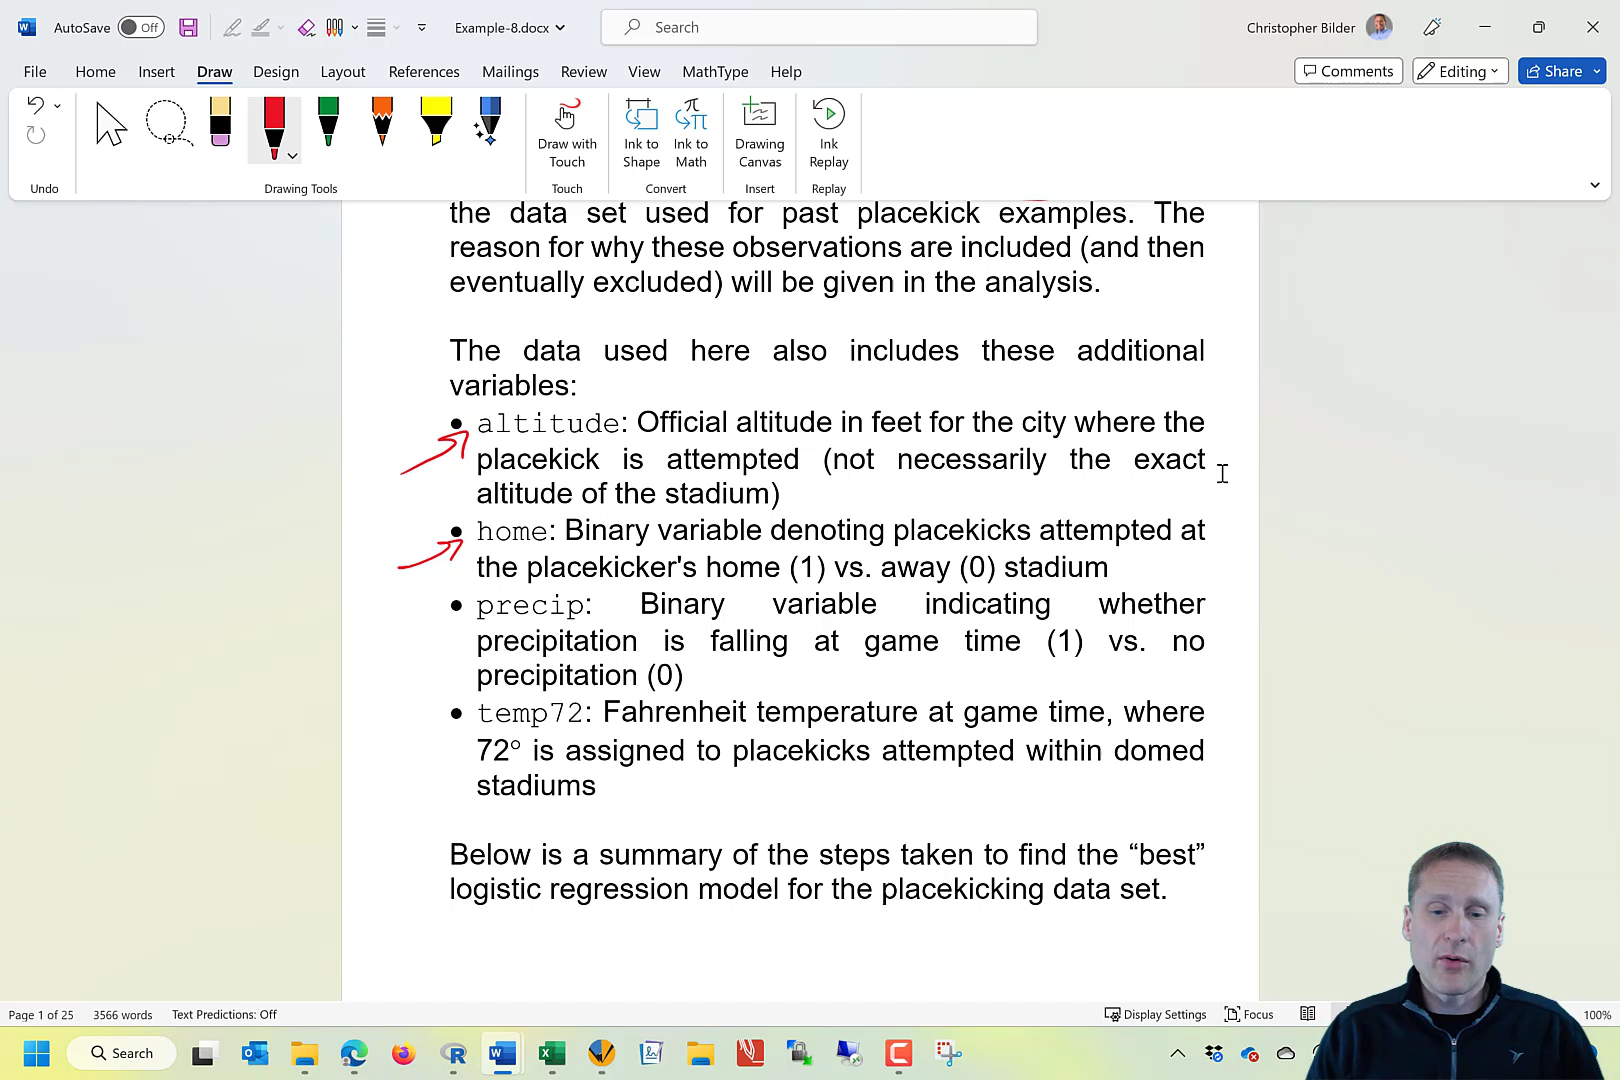 AutoSave Off Example-8.docx Search Christopher Bilder
File Home Insert Draw Design Layout References Mailings Review View MathType Help Comments Editing Share
Draw with Touch Ink to Shape Ink to Math Drawing Canvas Ink Replay
Undo Drawing Tools Touch Convert Insert Replay
the data set used for past placekick examples. The
reason for why these observations are included (and then
eventually excluded) will be given in the analysis.
The data used here also includes these additional
variables:
• altitude: Official altitude in feet for the city where the
placekick is attempted (not necessarily the exact
altitude of the stadium)
• home: Binary variable denoting placekicks attempted at
the placekicker's home (1) vs. away (0) stadium
• precip: Binary variable indicating whether
precipitation is falling at game time (1) vs. no
precipitation (0)
• temp72: Fahrenheit temperature at game time, where
72° is assigned to placekicks attempted within domed
stadiums
Below is a summary of the steps taken to find the “best”
logistic regression model for the placekicking data set.
Page 1 of 25 3566 words Text Predictions: Off Display Settings Focus 100%
Search